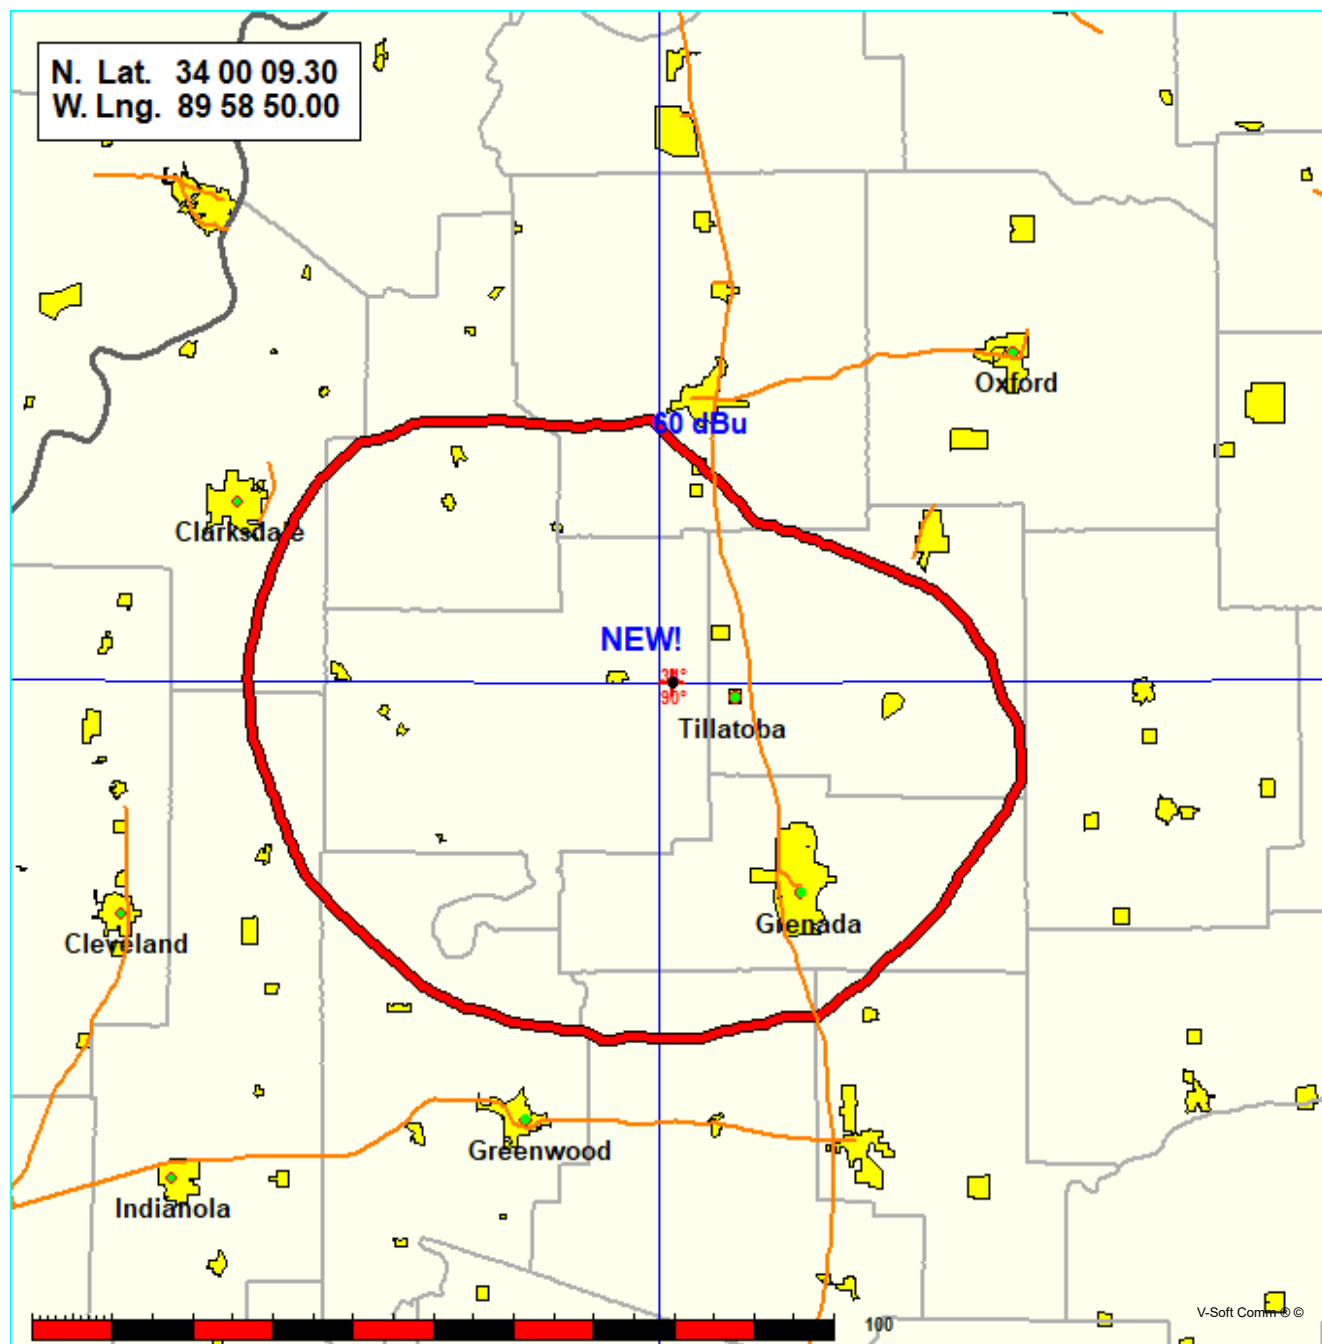 N. Lat. 34 00 09.30
W. Lng. 89 58 50.00
Oxford
60 dBu
Clarksdale
NEW!
90°
Tillatoba
Grenada
Cleveland
Greenwood
Indianola
V-Soft Comm ® ©
100